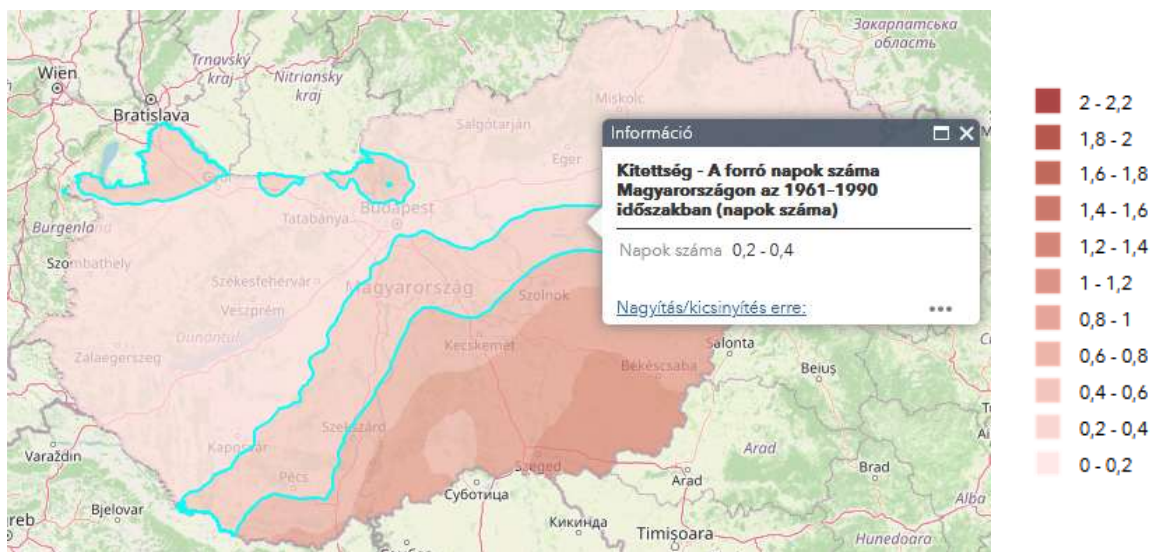 Закарпатська
область
Trnavský
kraj
Nitriansky
kraj
Wien
Bratislava
Miskolc
Salgótarján
Eger
Győr
Budapest
Tatabánya
Burgenland
Szombathely
Székesfehérvár
Magyarország
Veszprém
Szolnok
Dunántúl
Kecskemét
Zalaegerszeg
Békéscsaba
Salonta
Beiuș
Szekszárd
Kaposvár
Varaždin
Pécs
Szeged
Arad
Arad
Brad
Alba
Bjelovar
Суботица
Кикинда
Timișoara
Hunedoara
Információ
Kitettség - A forró napok száma
Magyarországon az 1961–1990
időszakban (napok száma)
Napok száma 0,2 - 0,4
Nagyítás/kicsinyítés erre:
2 - 2,2
1,8 - 2
1,6 - 1,8
1,4 - 1,6
1,2 - 1,4
1 - 1,2
0,8 - 1
0,6 - 0,8
0,4 - 0,6
0,2 - 0,4
0 - 0,2